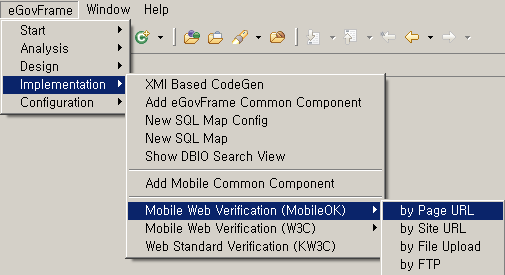 eGovFrame Window Help
Start
Analysis
Design
Implementation
Configuration
XMI Based CodeGen
Add eGovFrame Common Component
New SQL Map Config
New SQL Map
Show DBIO Search View
Add Mobile Common Component
Mobile Web Verification (MobileOK)
Mobile Web Verification (W3C)
Web Standard Verification (KW3C)
by Page URL
by Site URL
by File Upload
by FTP